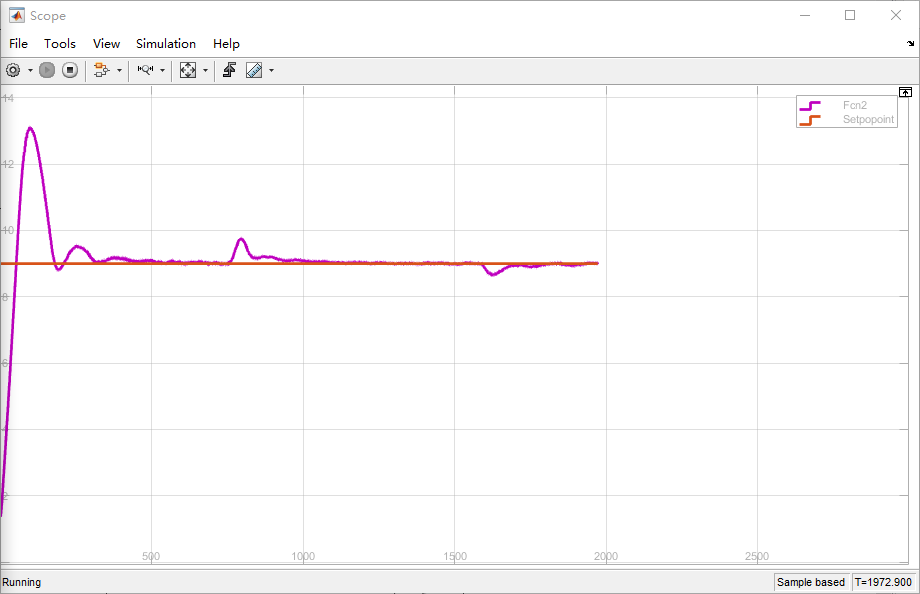 Scope
File Tools View Simulation Help
14
12
10
8
6
4
2
Fcn2
Setpopoint
500 1000 1500 2000 2500
Running
Sample based T=1972.900